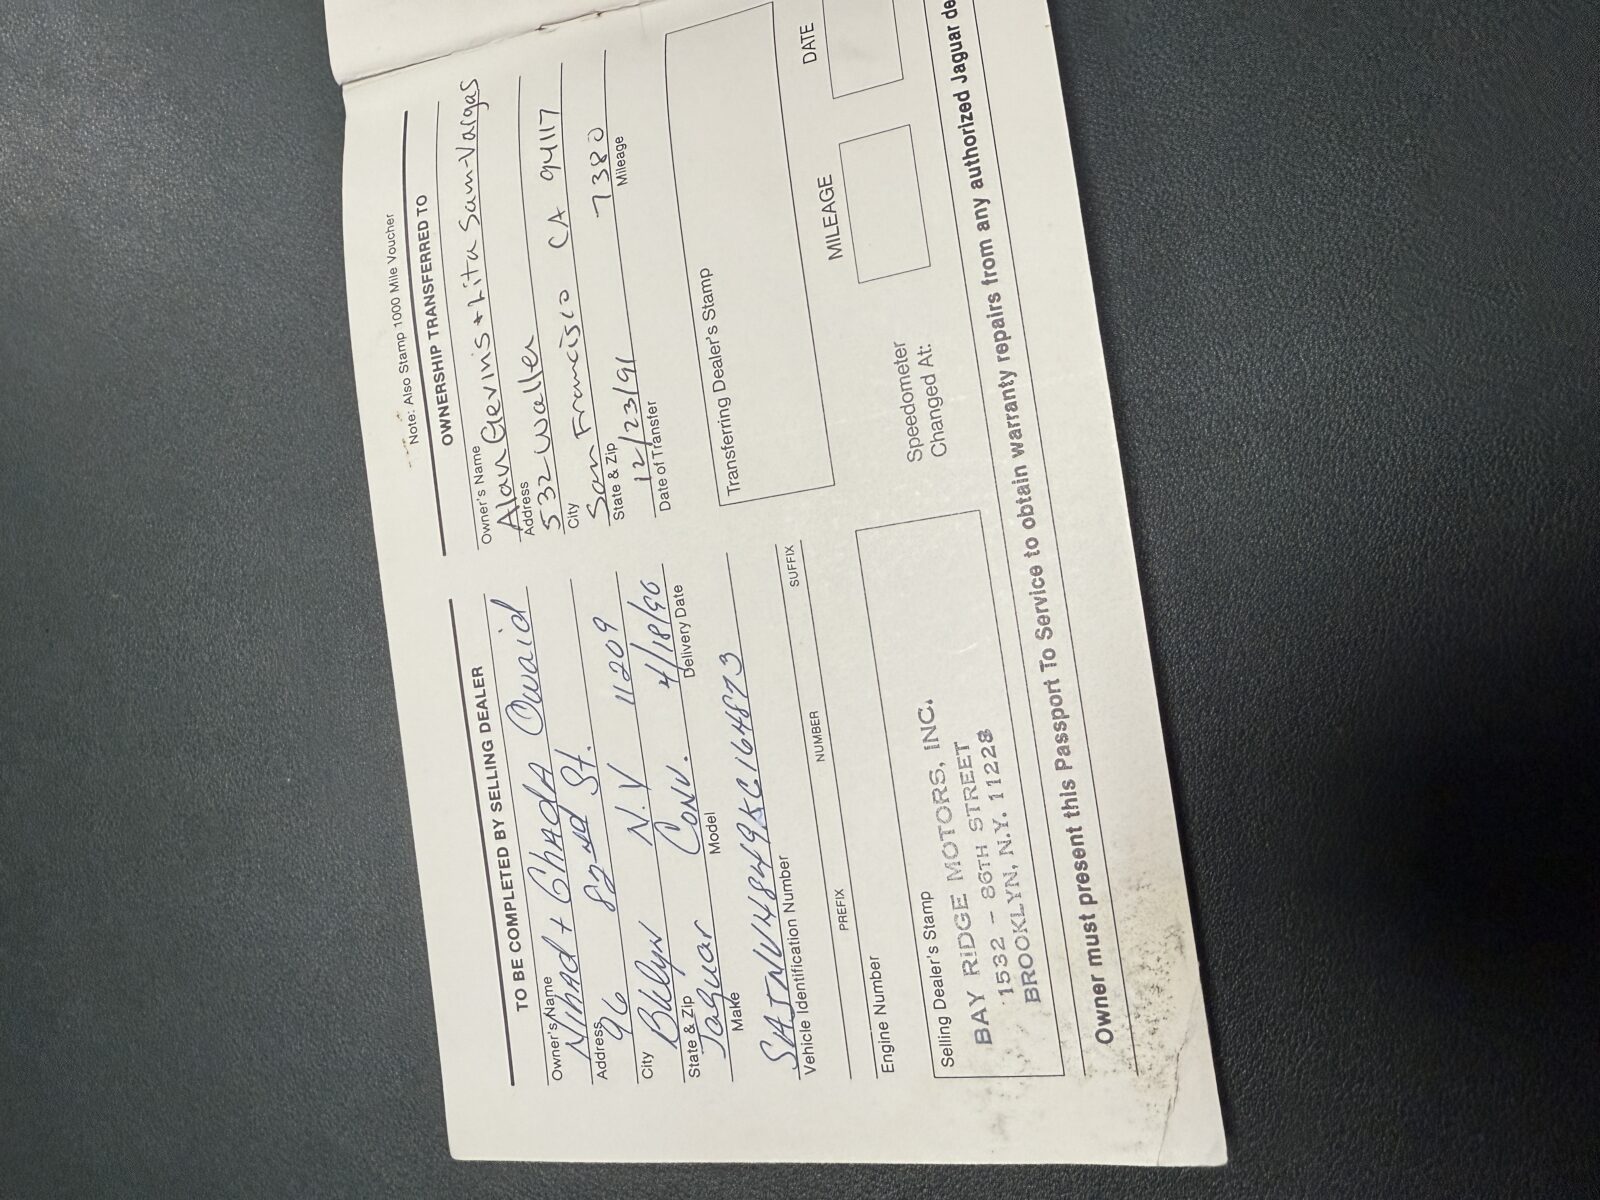 Note: Also Stamp 1000 Mile Voucher
TO BE COMPLETED BY SELLING DEALER
Nihad + Ghada Owaid
Owner's Name
96 82nd St.
Address
Bklyn N.Y 11209
City
State & Zip
Jaguar Conv. 4/18/90
Make Model Delivery Date
SAJNV4849KC164873
Vehicle Identification Number
PREFIX NUMBER SUFFIX
Engine Number
Selling Dealer's Stamp
BAY RIDGE MOTORS, INC.
1532 - 86TH STREET
BROOKLYN, N.Y. 11228
OWNERSHIP TRANSFERRED TO
Owner's Name
Alan Gevins + Lita Sam-Vargas
Address
532 Waller
City
San Francisco CA 94117
State & Zip
12/23/91 7380
Date of Transfer Mileage
Transferring Dealer's Stamp
Speedometer
Changed At:
MILEAGE DATE
Owner must present this Passport To Service to obtain warranty repairs from any authorized Jaguar de